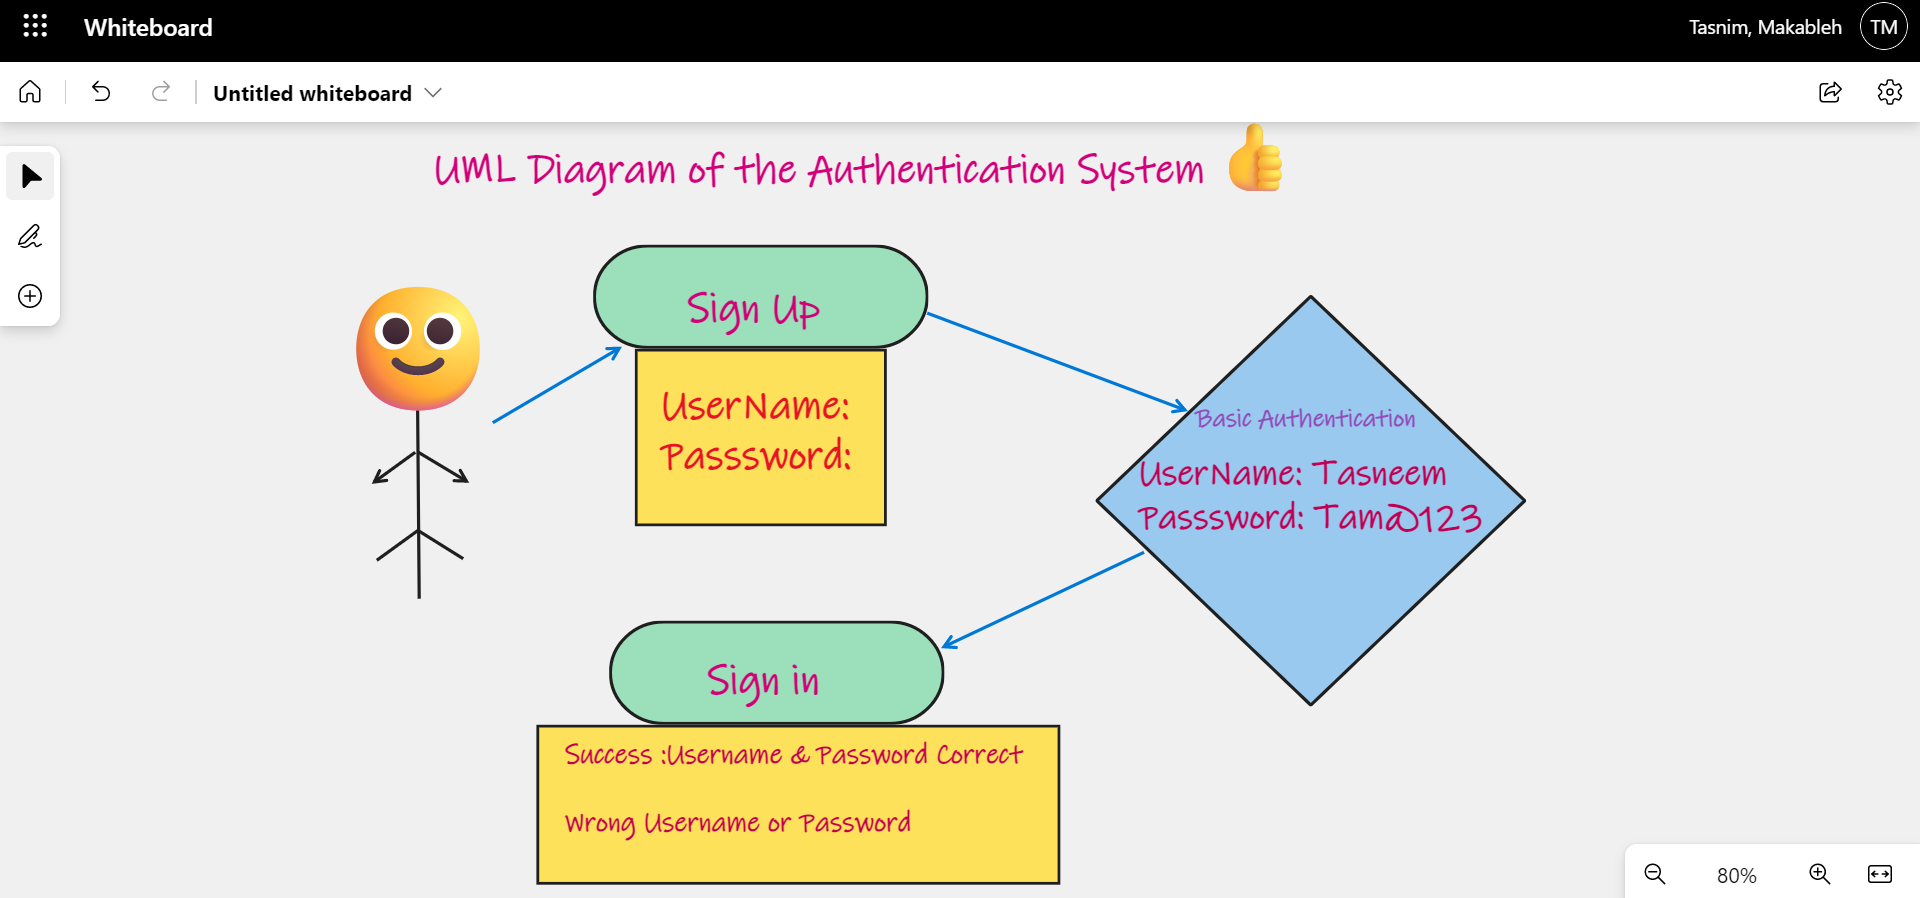 Whiteboard
Tasnim, Makableh
TM
Untitled whiteboard
UML Diagram of the Authentication System
Sign Up
UserName:
Passsword:
Basic Authentication
UserName: Tasneem
Passsword: Tam@123
Sign in
Success :Username & Password Correct
Wrong Username or Password
80%